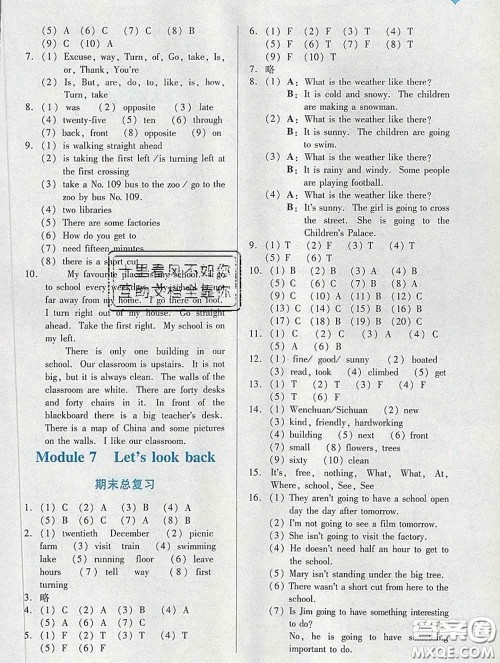 (5) A (6) C (7) C (8) C
(9) C (10) A
7. (1) Excuse, way, Turn, of, Go, take, Is,
or, Thank, You're
(2) Is, But, are, do, to, like, is, how,
Turn, take
8. (1) was (2) opposite (3) late
(4) twenty-five (5) ten (6) through
(7) back, front (8) opposite (9) on
9. (1) is walking straight ahead
(2) is taking the first left /is turning left at
the first crossing
(3) take a No. 109 bus to the zoo / go to the
zoo by bus No. 109.
(4) two libraries
(5) There are some factories
(6) How do you get to
(7) need fifteen minutes
(8) there is a short cut
10. My favourite place is my school. I go to
school every
far away from my home. I go there on foot.
I turn right out of my house. Go straight
ahead. Take the first right. My school is on
my left.
There is only one building in our
school. Our classroom is upstairs. It is not
big, but it is always clean. The walls of the
classroom are white. There are forty desks
and forty chairs in it. In front of the
blackboard there is a big teacher's desk.
There is a map of China and some pictures
on the walls. I like our classroom.
Module 7 Let's look back
期末总复习
1. (1) C (2) A (3) C (4) A
(5) B (6) C (7) A (8) C
2. (1) twentieth December (2) picnic
farm (3) visit train (4) swimming
lake (5) running floor (6) leave
hours (7) tell way (8) first
turning
3. 略
4. (1) C (2) A (3) B (4) A
(5) A (6) C (7) A (8) B
5. (1) F (2) T (3) F (4) T
(5) F (6) T (7) F (8) F
6. (1) F (2) F (3) T (4) T
(5) T (6) F (7) F (8) T
(9) F (10) T
7. 略
8. (1) A: What is the weather like there?
B: It is cold and snowy. The children
are making a snowman.
(2) A: What is the weather like there?
B: It is sunny. The children are going
to swim.
(3) A: What is the weather like there?
B: It is rainy and windy. Some people
are playing football.
(4) A: What is the weather like there?
B: It's sunny. The girl is going to cross
the street. She is going to the
Children's Palace.
9. (1) F (2) T (3) T (4) F
(5) T (6) T
10. (1) B (2) B (3) A (4) B
(5) C (6) B (7) A (8) C
(9) C (10) C (11) A (12) B
(13) C (14) B (15) C (16) C
(17) B (18) B (19) C (20) B
11. (1) C (2) B (3) B (4) C
(5) B (6) A
12. (1) fine/ good/ sunny (2) boated
(3) read, took (4) climbed (5) get
13. (1) T (2) F (3) F (4) T
(5) F
14. (1) Wenchuan/Sichuan (2) new
(3) kind, friendly, hardworking
(4) building (5) next (6) front
(7) small (8) flowers, trees
(9) sixty (10) clean
15. It's, free, nothing, What, What, At,
Where, school, See, See
16. (1) They are not going to have a school open
day the day after tomorrow.
(2) I'm not going to see a film tomorrow.
(3) She isn't going to visit the factory.
(4) He doesn't need half an hour to get to
school.
(5) Mary isn't standing under the big tree.
(6) There wasn't a short cut from here to the
cinema.
(7) Is Jim going to have something interesting
to do?
No, he is going to have something
important to do.
答案圈
MXQE.COM